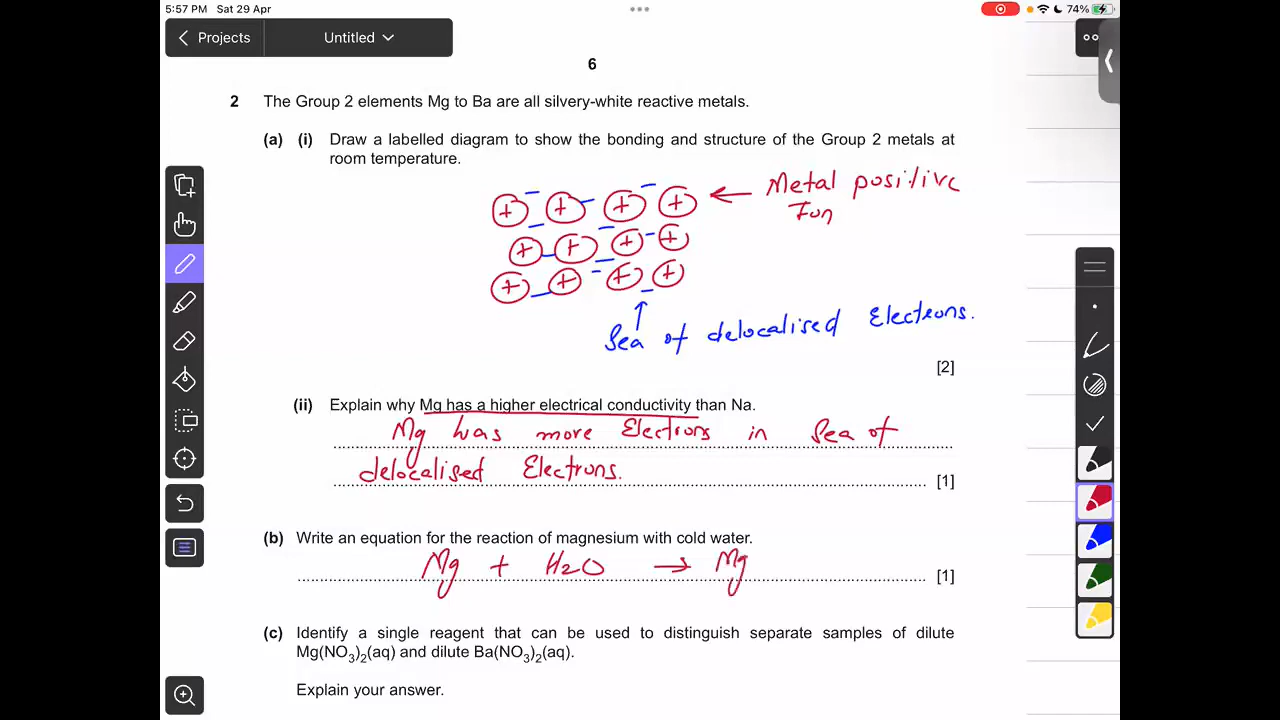 5:57 PM Sat 29 Apr
74%
Projects
Untitled
6
2 The Group 2 elements Mg to Ba are all silvery-white reactive metals.
(a) (i) Draw a labelled diagram to show the bonding and structure of the Group 2 metals at
room temperature.
Metal positive
Ion
+ + + +
+ + + +
+ + + +
Sea of delocalised Electrons.
[2]
(ii) Explain why Mg has a higher electrical conductivity than Na.
Mg has more Electrons in Sea of
delocalised Electrons.
[1]
(b) Write an equation for the reaction of magnesium with cold water.
Mg + H2O → Mg
[1]
(c) Identify a single reagent that can be used to distinguish separate samples of dilute
Mg(NO3)2(aq) and dilute Ba(NO3)2(aq).
Explain your answer.